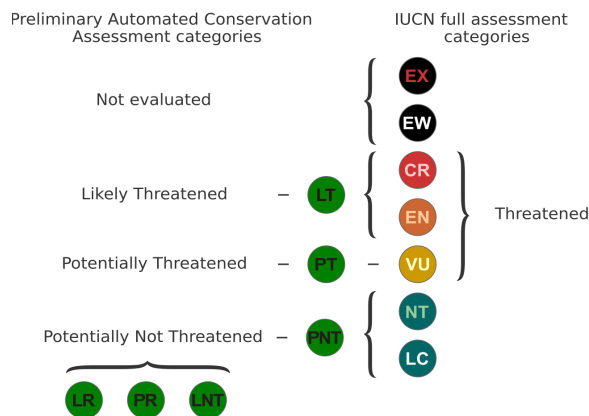 Preliminary Automated Conservation
Assessment categories
IUCN full assessment
categories
Not evaluated
EX
EW
Likely Threatened – LT
CR
EN
Threatened
Potentially Threatened – PT – VU
Potentially Not Threatened – PNT
NT
LC
LR PR LNT